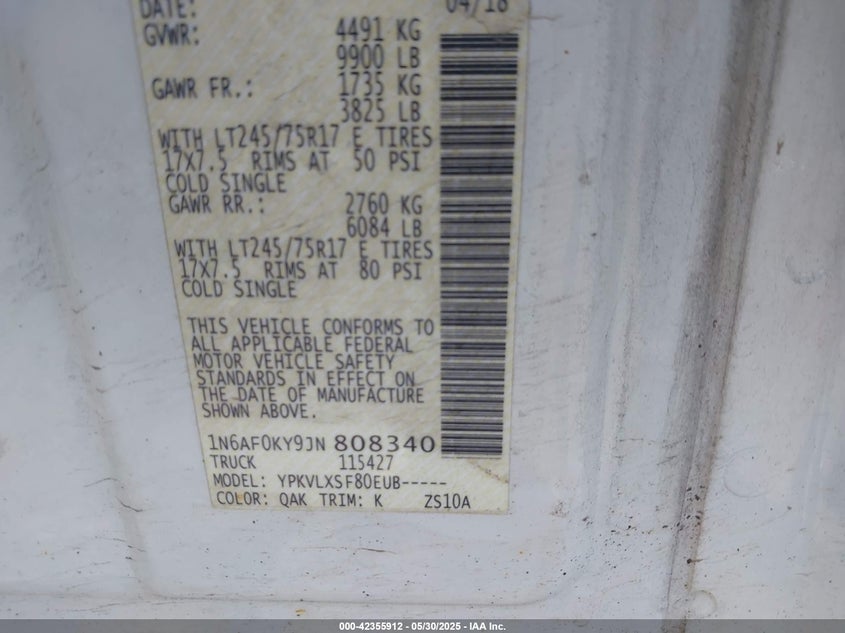 DATE: 04/18
GVWR: 4491 KG
9900 LB
GAWR FR.: 1735 KG
3825 LB
WITH LT245/75R17 E TIRES
17X7.5 RIMS AT 50 PSI
COLD SINGLE
GAWR RR.: 2760 KG
6084 LB
WITH LT245/75R17 E TIRES
17X7.5 RIMS AT 80 PSI
COLD SINGLE
THIS VEHICLE CONFORMS TO
ALL APPLICABLE FEDERAL
MOTOR VEHICLE SAFETY
STANDARDS IN EFFECT ON
THE DATE OF MANUFACTURE
SHOWN ABOVE.
1N6AF0KY9JN 808340
TRUCK 115427
MODEL: YPKVLXSF80EUB-----
COLOR: QAK TRIM: K ZS10A
000-42355912 - 05/30/2025 - IAA Inc.